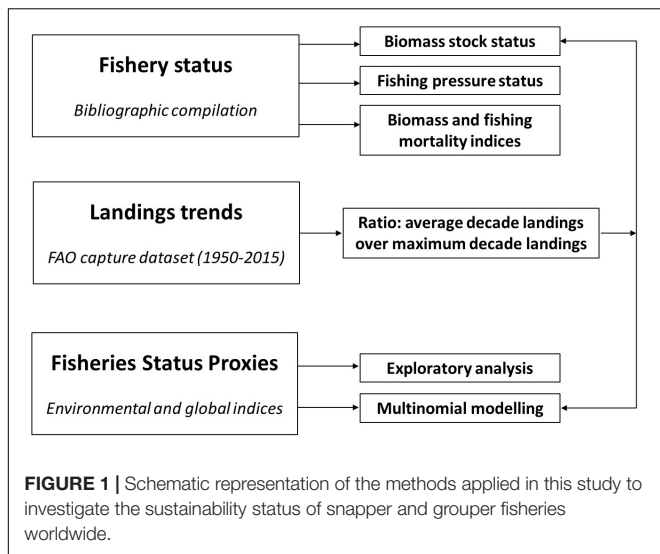 Fishery status
Bibliographic compilation
Biomass stock status
Fishing pressure status
Biomass and fishing
mortality indices
Landings trends
FAO capture dataset (1950-2015)
Ratio: average decade landings
over maximum decade landings
Fisheries Status Proxies
Environmental and global indices
Exploratory analysis
Multinomial modelling
FIGURE 1 | Schematic representation of the methods applied in this study to
investigate the sustainability status of snapper and grouper fisheries
worldwide.